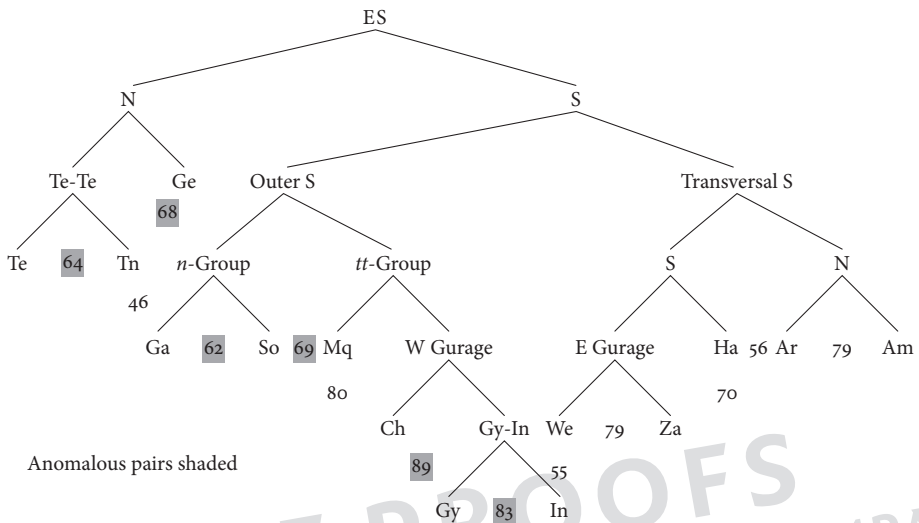 ES
N S
Te-Te Ge Outer S Transversal S
68
Te 64 Tn n-Group tt-Group S N
46
Ga 62 So 69 Mq W Gurage E Gurage Ha 56 Ar 79 Am
80 70
Ch Gy-In We 79 Za
Anomalous pairs shaded 89 55
Gy 83 In
PROOFS